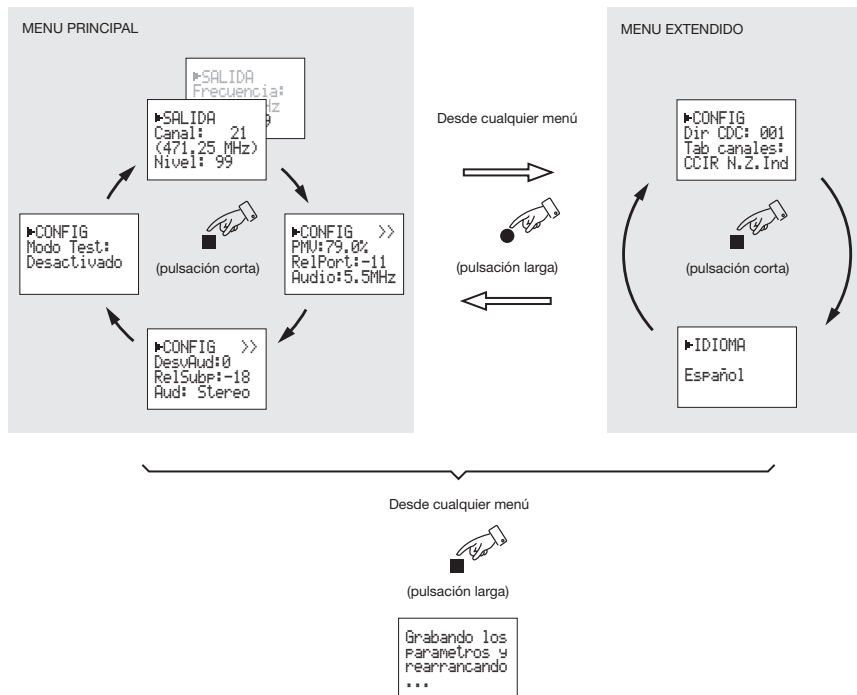 MENU PRINCIPAL
►SALIDA
Frecuencia:
Hz
9
►SALIDA
Canal: 21
(471.25 MHz)
Nivel: 99
►CONFIG
Modo Test:
Desactivado
(pulsación corta)
►CONFIG >>
PMV:79.0%
RelPort:-11
Audio:5.5MHz
►CONFIG >>
DesvAud:0
RelSubp:-18
Aud: Stereo
Desde cualquier menú
(pulsación larga)
MENU EXTENDIDO
►CONFIG
Dir CDC: 001
Tab canales:
CCIR N.Z.Ind
(pulsación corta)
►IDIOMA
Español
Desde cualquier menú
(pulsación larga)
Grabando los
parametros y
rearrancando
...